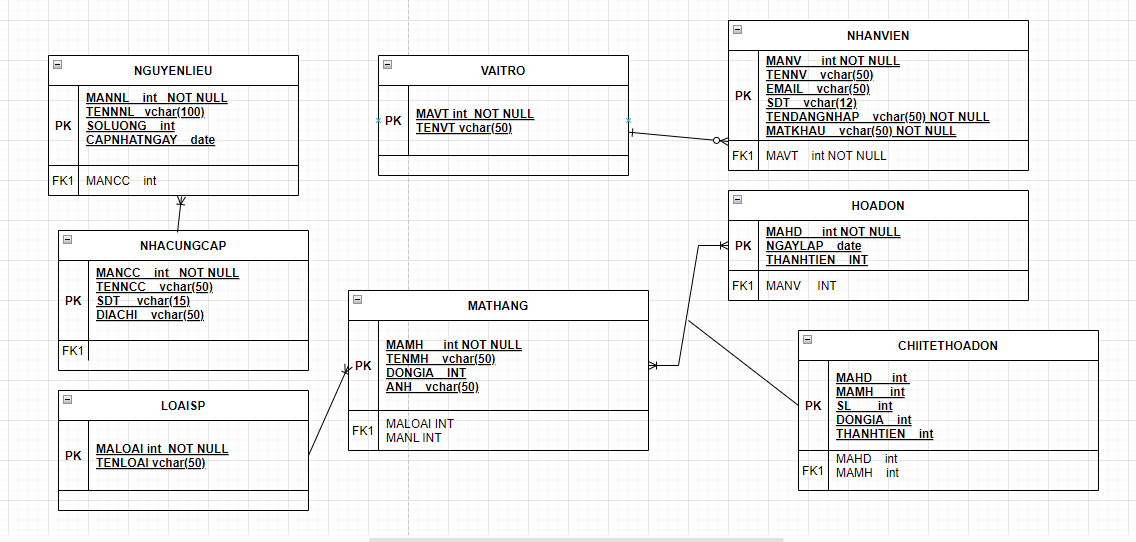 NGUYENLIEU
PK
MANNL int NOT NULL
TENNNL vchar(100)
SOLUONG int
CAPNHATNGAY date
FK1
MANCC int
VAITRO
PK
MAVT int NOT NULL
TENVT vchar(50)
NHANVIEN
PK
MANV int NOT NULL
TENNV vchar(50)
EMAIL vchar(50)
SDT vchar(12)
TENDANGNHAP vchar(50) NOT NULL
MATKHAU vchar(50) NOT NULL
FK1
MAVT int NOT NULL
NHACUNGCAP
PK
MANCC int NOT NULL
TENNCC vchar(50)
SDT vchar(15)
DIACHI vchar(50)
FK1
HOADON
PK
MAHD int NOT NULL
NGAYLAP date
THANHTIEN INT
FK1
MANV INT
MATHANG
PK
MAMH int NOT NULL
TENMH vchar(50)
DONGIA INT
ANH vchar(50)
FK1
MALOAI INT
MANL INT
CHIITETHOADON
PK
MAHD int
MAMH int
SL int
DONGIA int
THANHTIEN int
FK1
MAHD int
MAMH int
LOAISP
PK
MALOAI int NOT NULL
TENLOAI vchar(50)